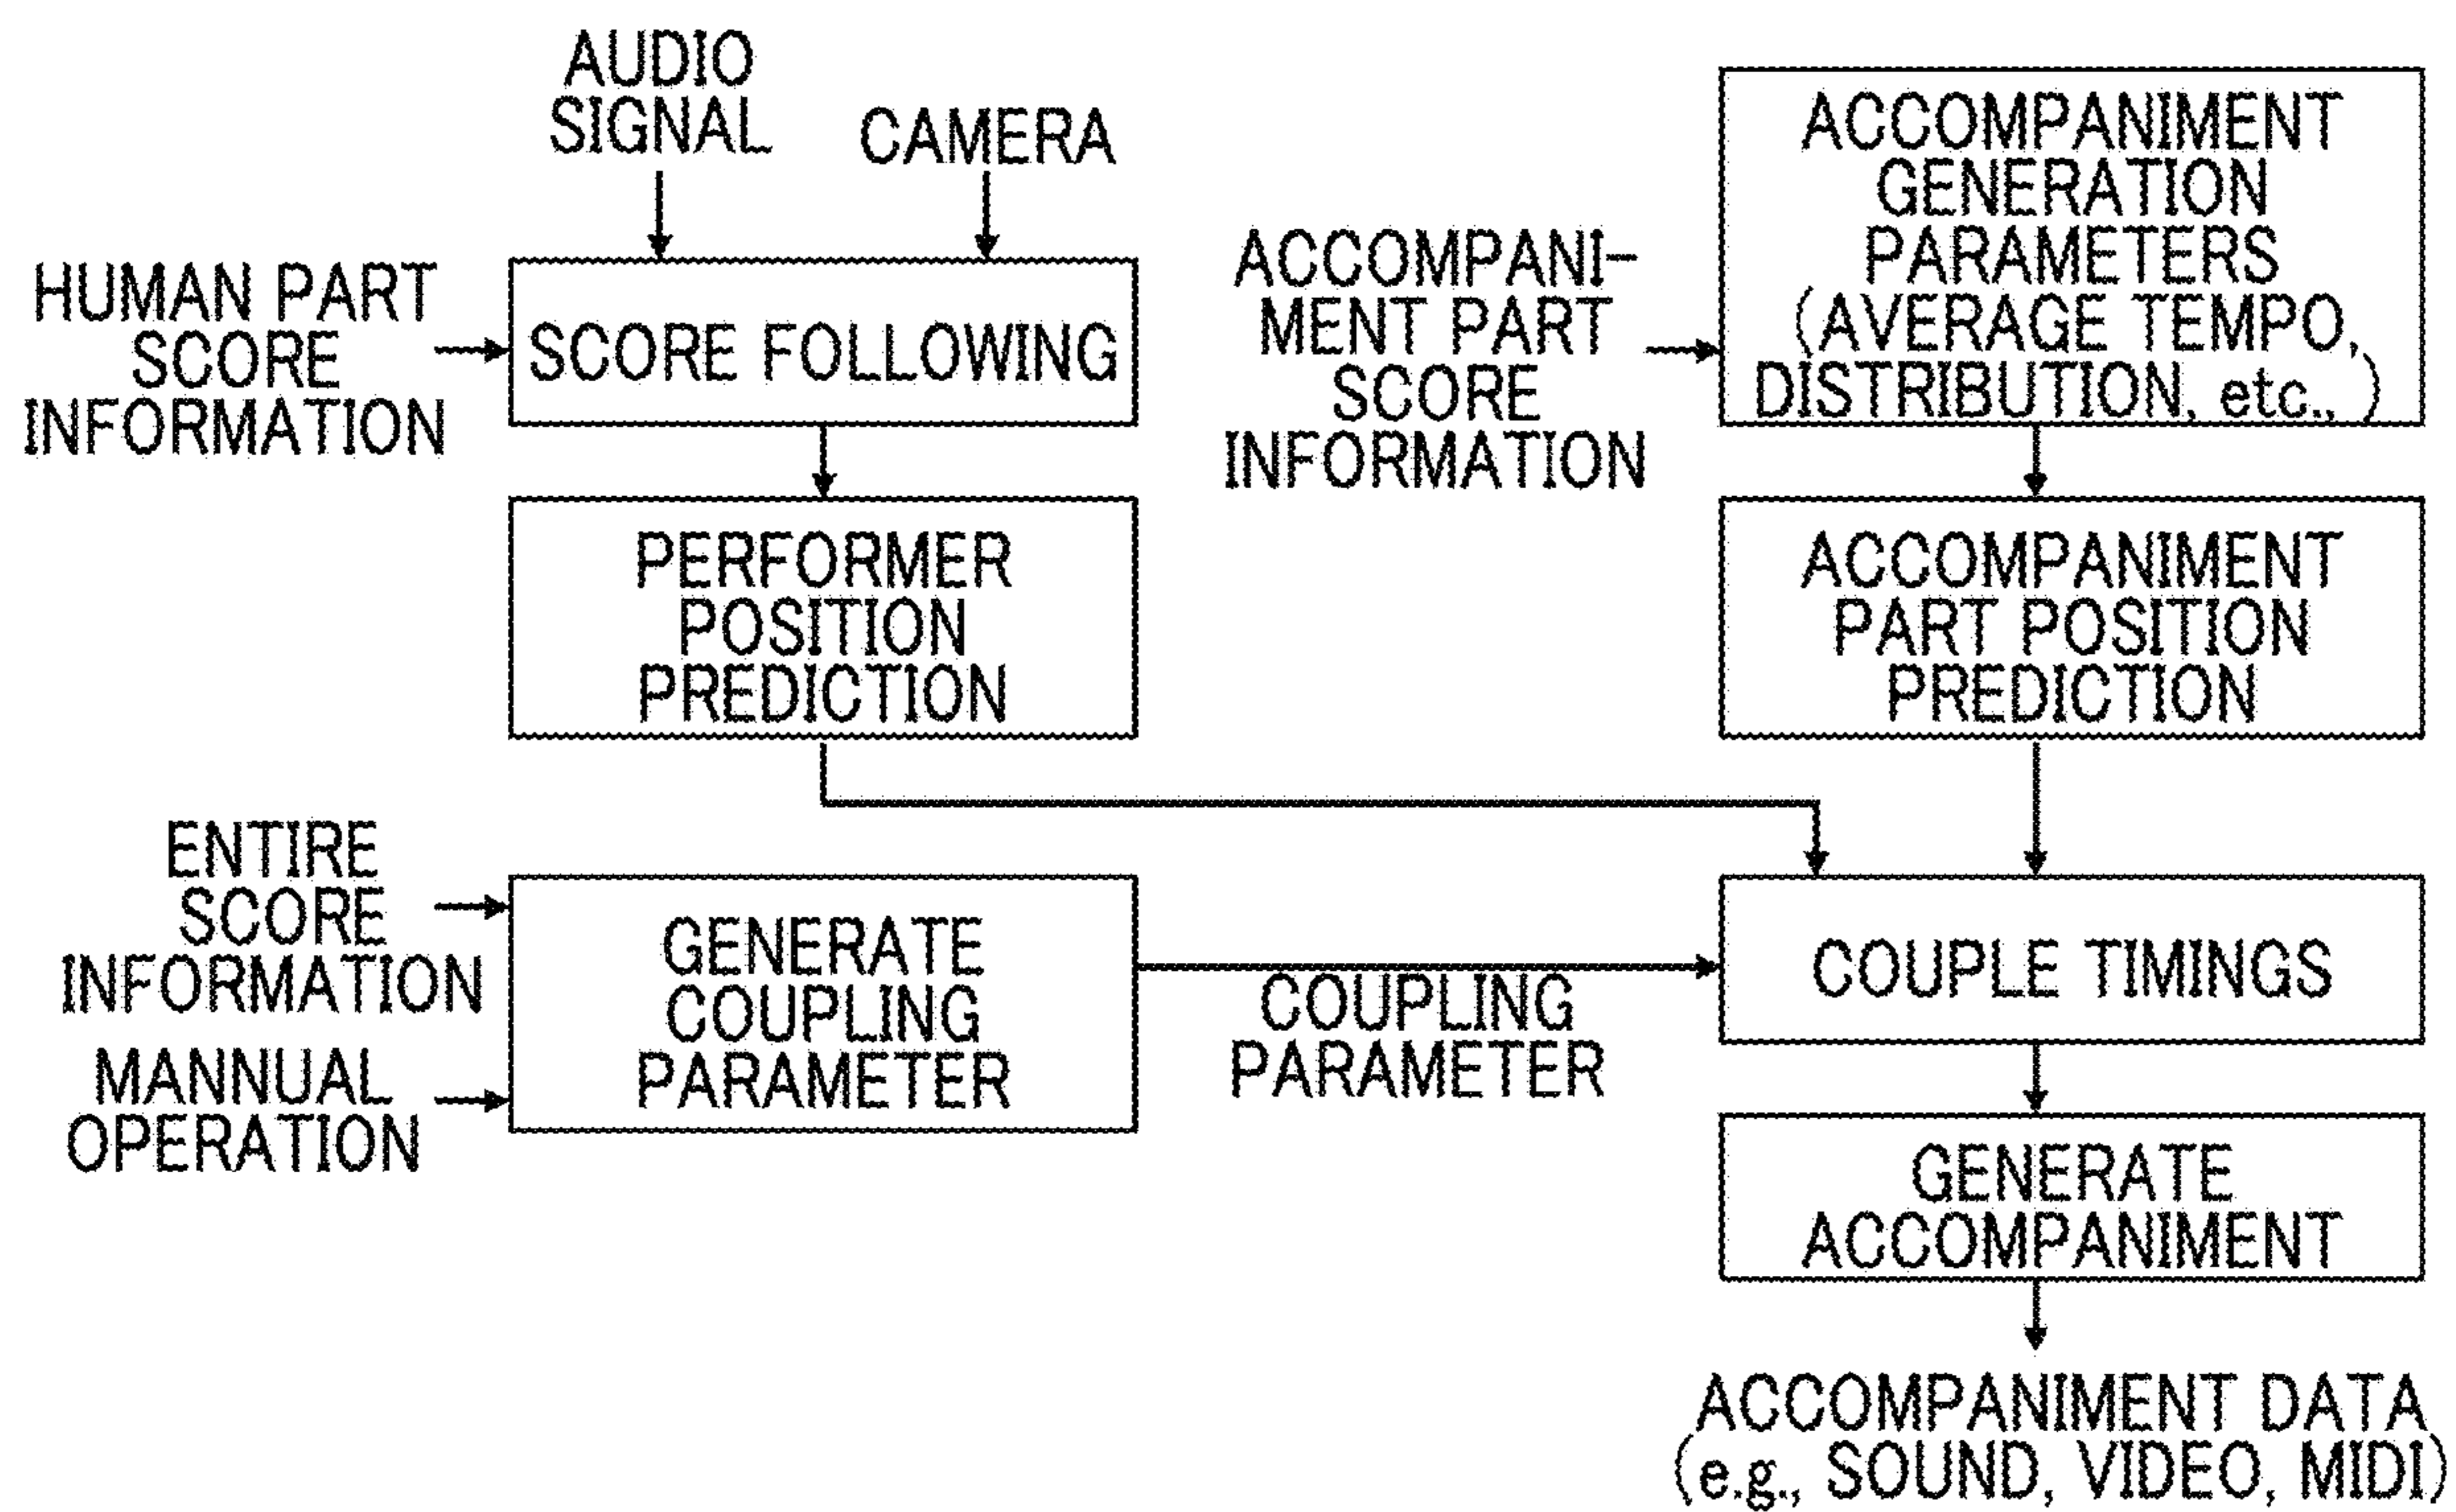 AUDIO
SIGNAL
CAMERA
HUMAN PART
SCORE
INFORMATION
SCORE FOLLOWING
ACCOMPANI-
MENT PART
SCORE
INFORMATION
ACCOMPANIMENT
GENERATION
PARAMETERS
(AVERAGE TEMPO,
DISTRIBUTION, etc.,)
PERFORMER
POSITION
PREDICTION
ACCOMPANIMENT
PART POSITION
PREDICTION
ENTIRE
SCORE
INFORMATION
MANNUAL
OPERATION
GENERATE
COUPLING
PARAMETER
COUPLING
PARAMETER
COUPLE TIMINGS
GENERATE
ACCOMPANIMENT
ACCOMPANIMENT DATA
(e.g., SOUND, VIDEO, MIDI)